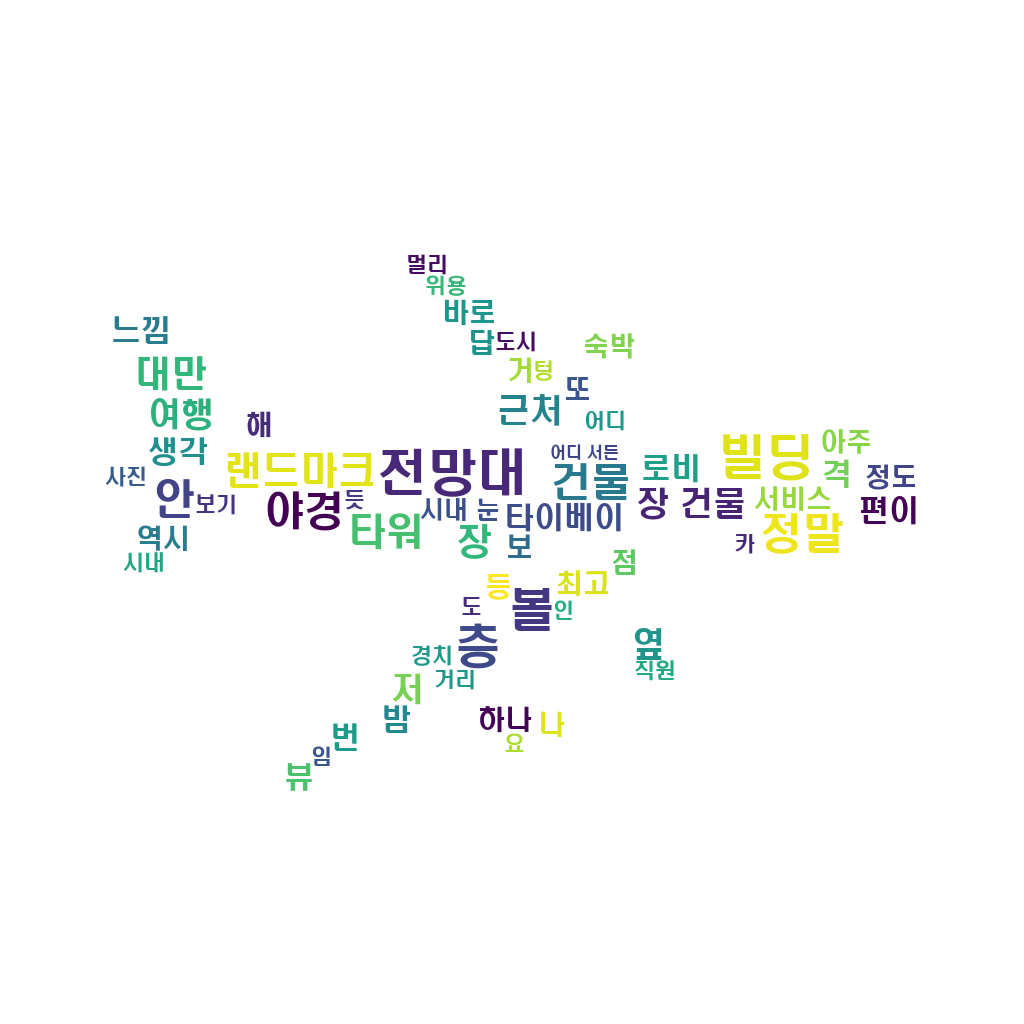 멀리
위용
바로
느낌
답 도시
숙박
대만
거 텅
또
여행
근처
어디
해
생각
어디 서든
빌딩
아주
사진
랜드마크
전망대
건물
로비
격
정도
안
보기
야경
듯
시내 눈
타이베이
장 건물
서비스
편이
역시
타워
장
보
카
정말
시내
점
등
최고
도
볼
인
층
옆
경치
직원
저
거리
밤
하나
나
번
요
임
뷰